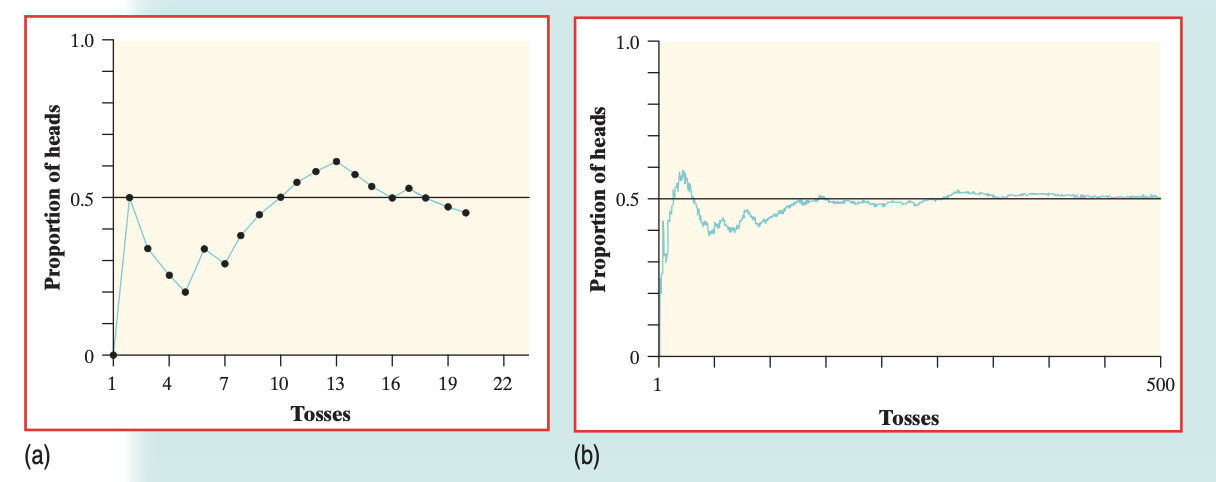 1.0
0.5
0
Proportion of heads
1 4 7 10 13 16 19 22
Tosses
(a)
1.0
0.5
0
Proportion of heads
1 500
Tosses
(b)